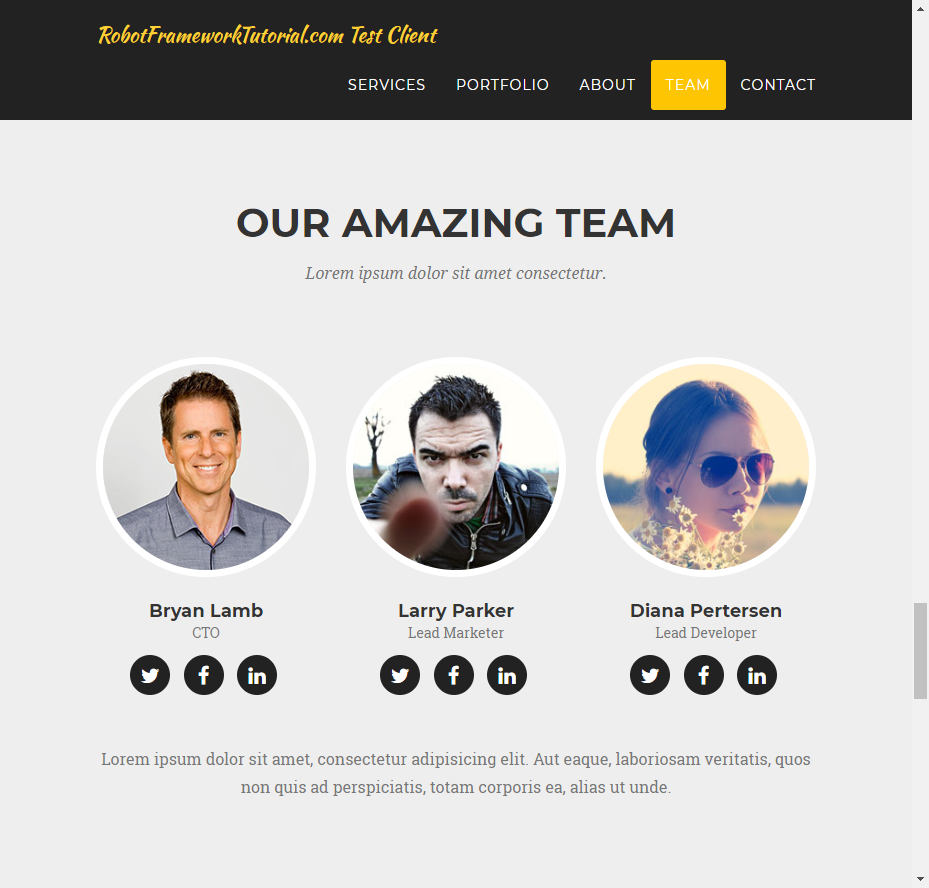 RobotFrameworkTutorial.com Test Client
SERVICES PORTFOLIO ABOUT TEAM CONTACT
OUR AMAZING TEAM
Lorem ipsum dolor sit amet consectetur.
Bryan Lamb Larry Parker Diana Pertersen
CTO Lead Marketer Lead Developer
Lorem ipsum dolor sit amet, consectetur adipisicing elit. Aut eaque, laboriosam veritatis, quos
non quis ad perspiciatis, totam corporis ea, alias ut unde.